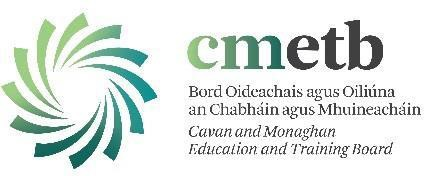 cmetb
Bord Oideachais agus Oiliúna
an Chabháin agus Mhuineacháin
Cavan and Monaghan
Education and Training Board